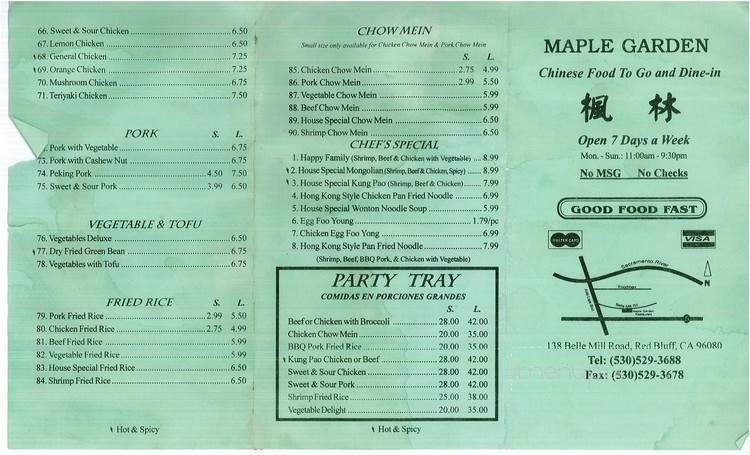 66. Sweet & Sour Chicken 6.50
67. Lemon Chicken 6.50
68. General Chicken 7.25
69. Orange Chicken 7.25
70. Mushroom Chicken 6.75
71. Teriyaki Chicken 7.50
PORK S. L.
Pork with Vegetable 6.75
73. Pork with Cashew Nut 6.75
74. Peking Pork 4.50 7.50
75. Sweet & Sour Pork 3.99 6.50
VEGETABLE & TOFU
76. Vegetables Deluxe 6.50
77. Dry Fried Green Bean 6.75
78. Vegetables with Tofu 6.75
FRIED RICE S. L.
79. Pork Fried Rice 2.99 5.50
80. Chicken Fried Rice 2.75 4.99
81. Beef Fried Rice 5.99
82. Vegetable Fried Rice 5.99
83. House Special Fried Rice 6.50
84. Shrimp Fried Rice 6.50
Hot & Spicy
CHOW MEIN
Small size only available for Chicken Chow Mein & Pork Chow Mein
S. L.
85. Chicken Chow Mein 2.75 4.99
86. Pork Chow Mein 2.99 5.50
87. Vegetable Chow Mein 5.99
88. Beef Chow Mein 5.99
89. House Special Chow Mein 6.50
90. Shrimp Chow Mein 6.50
CHEF'S SPECIAL
1. Happy Family (Shrimp, Beef & Chicken with Vegetable) 8.99
2. House Special Mongolian (Shrimp, Beef & Chicken, Spicy) 8.99
3. House Special Kung Pao (Shrimp, Beef & Chicken) 7.99
4. Hong Kong Style Chicken Pan Fried Noodle 6.99
5. House Special Wonton Noodle Soup 5.99
6. Egg Foo Young 1.79/pc
7. Chicken Egg Foo Yong 6.99
8. Hong Kong Style Pan Fried Noodle 7.99
(Shrimp, Beef, BBQ Pork, & Chicken with Vegetable)
PARTY TRAY
COMIDAS EN PORCIONES GRANDES
S. L.
Beef or Chicken with Broccoli 28.00 42.00
Chicken Chow Mein 20.00 35.00
BBQ Pork Fried Rice 20.00 35.00
Kung Pao Chicken or Beef 28.00 42.00
Sweet & Sour Chicken 28.00 42.00
Sweet & Sour Pork 28.00 42.00
Shrimp Fried Rice 25.00 38.00
Vegetable Delight 20.00 35.00
Hot & Spicy
MAPLE GARDEN
Chinese Food To Go and Dine-in
楓林
Open 7 Days a Week
Mon. - Sun.: 11:00am - 9:30pm
No MSG No Checks
GOOD FOOD FAST
MASTER CARD VISA
Sacramento River
N
138 Belle Mill Road, Red Bluff, CA 96080
Tel: (530)529-3688
Fax: (530)529-3678